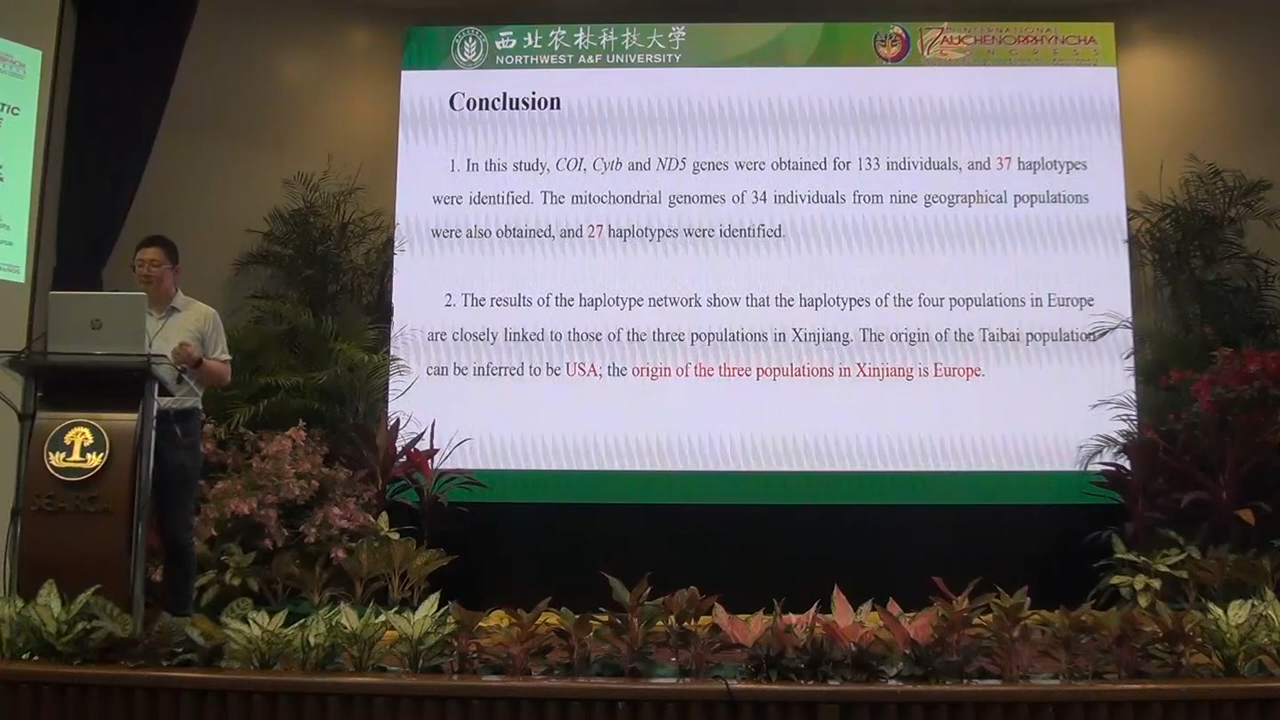 西北农林科技大学
NORTHWEST A&F UNIVERSITY
INTERNATIONAL
AUCHENORRHYNCHA
CONGRESS
Conclusion
1. In this study, COI, Cytb and ND5 genes were obtained for 133 individuals, and 37 haplotypes
were identified. The mitochondrial genomes of 34 individuals from nine geographical populations
were also obtained, and 27 haplotypes were identified.
2. The results of the haplotype network show that the haplotypes of the four populations in Europe
are closely linked to those of the three populations in Xinjiang. The origin of the Taibai population
can be inferred to be USA; the origin of the three populations in Xinjiang is Europe.
hp
SEARCA